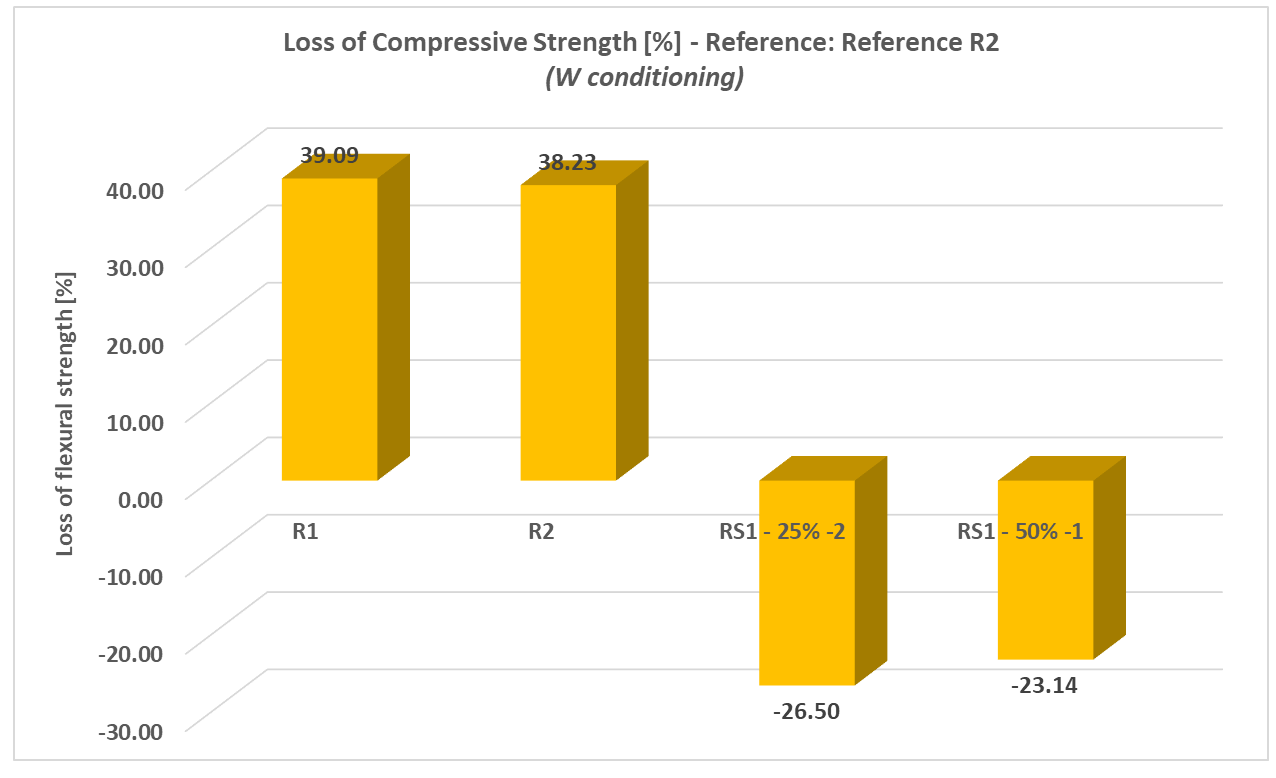 Loss of Compressive Strength [%] - Reference: Reference R2
(W conditioning)
Loss of flexural strength [%]
40.00
30.00
20.00
10.00
0.00
-10.00
-20.00
-30.00
39.09
38.23
-26.50
-23.14
R1
R2
RS1 - 25% -2
RS1 - 50% -1